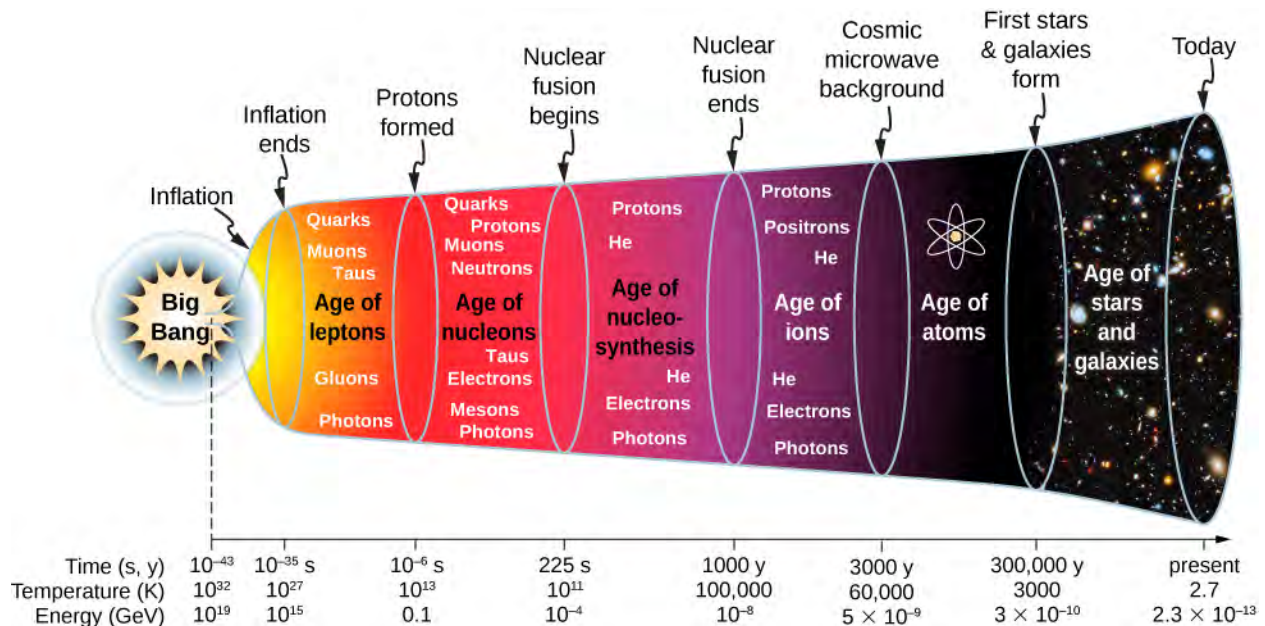 First stars
& galaxies
form
Cosmic
microwave
background
Today
Nuclear
fusion
begins
Nuclear
fusion
ends
Protons
formed
Inflation
ends
Inflation
Big
Bang
Quarks
Muons
Taus
Age of
leptons
Gluons
Photons
Quarks
Protons
Muons
Neutrons
Age of
nucleons
Taus
Electrons
Mesons
Photons
Protons
He
Age of
nucleo-
synthesis
He
Electrons
Photons
Protons
Positrons
He
Age of
ions
He
Electrons
Photons
Age of
atoms
Age of
stars
and
galaxies
Time (s, y) 10⁻⁴³ 10⁻³⁵ s 10⁻⁶ s 225 s 1000 y 3000 y 300,000 y present
Temperature (K) 10³² 10²⁷ 10¹³ 10¹¹ 100,000 60,000 3000 2.7
Energy (GeV) 10¹⁹ 10¹⁵ 0.1 10⁻⁴ 10⁻⁸ 5 × 10⁻⁹ 3 × 10⁻¹⁰ 2.3 × 10⁻¹³